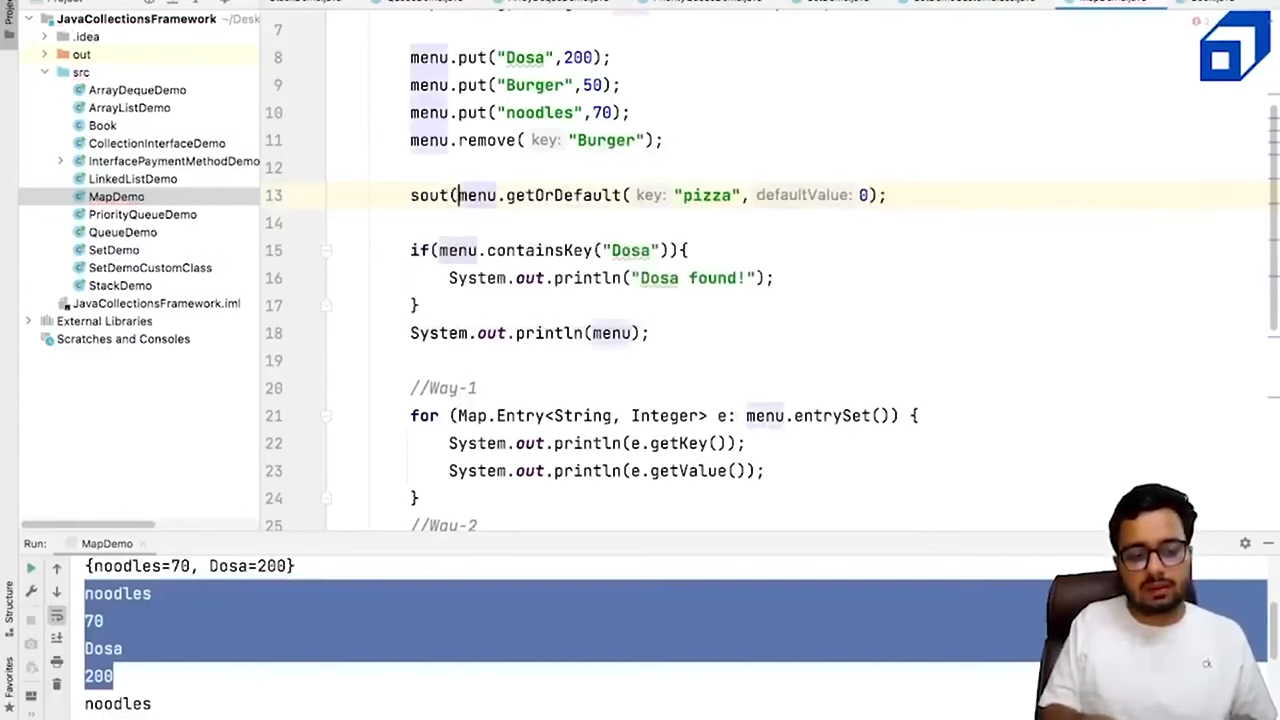 JavaCollectionsFramework ~/Desk
.idea
out
src
ArrayDequeDemo
ArrayListDemo
Book
CollectionInterfaceDemo
InterfacePaymentMethodDemo
LinkedListDemo
MapDemo
PriorityQueueDemo
QueueDemo
SetDemo
SetDemoCustomClass
StackDemo
JavaCollectionsFramework.iml
External Libraries
Scratches and Consoles
7
8 menu.put("Dosa",200);
9 menu.put("Burger",50);
10 menu.put("noodles",70);
11 menu.remove( key: "Burger");
12
13 sout(menu.getOrDefault( key: "pizza", defaultValue: 0);
14
15 if(menu.containsKey("Dosa")){
16 System.out.println("Dosa found!");
17 }
18 System.out.println(menu);
19
20 //Way-1
21 for (Map.Entry<String, Integer> e: menu.entrySet()) {
22 System.out.println(e.getKey());
23 System.out.println(e.getValue());
24 }
25 //Way-2
Run: MapDemo
{noodles=70, Dosa=200}
noodles
70
Dosa
200
noodles
Structure
Favorites